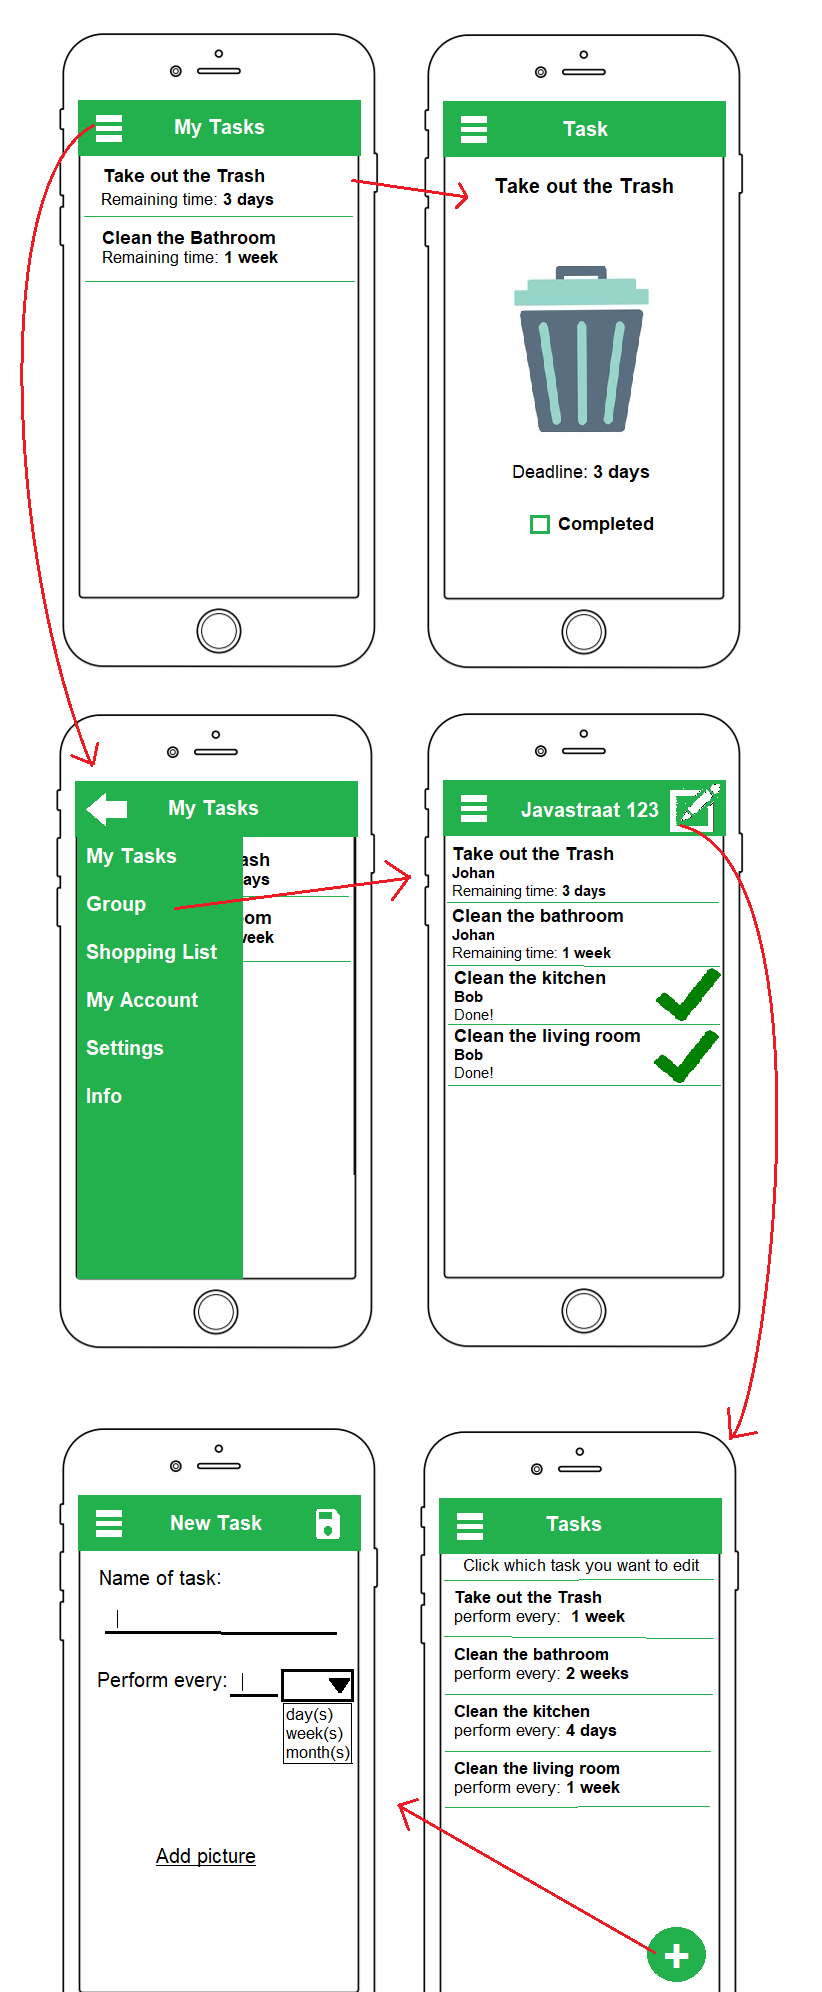 My Tasks
Take out the Trash
Remaining time: 3 days
Clean the Bathroom
Remaining time: 1 week
Task
Take out the Trash
Deadline: 3 days
Completed
My Tasks
My Tasks
Group
Shopping List
My Account
Settings
Info
ash
ays
om
week
Javastraat 123
Take out the Trash
Johan
Remaining time: 3 days
Clean the bathroom
Johan
Remaining time: 1 week
Clean the kitchen
Bob
Done!
Clean the living room
Bob
Done!
New Task
Name of task:
Perform every:
day(s)
week(s)
month(s)
Add picture
Tasks
Click which task you want to edit
Take out the Trash
perform every: 1 week
Clean the bathroom
perform every: 2 weeks
Clean the kitchen
perform every: 4 days
Clean the living room
perform every: 1 week
+